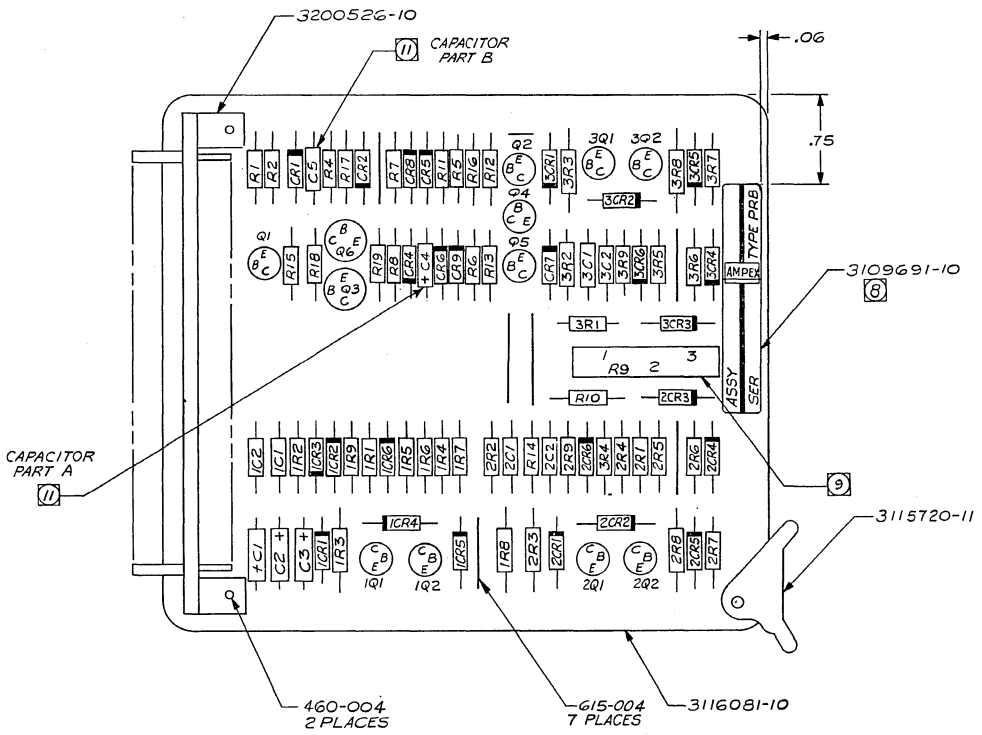 3200526-10
11 CAPACITOR
PART B
.06
.75
R1 R2 CR1 C5 R4 R17 CR2 R7 CR8 CR5 R11 R5 R16 R12
Q2
B E C
3CR1 3R3
3Q1 3Q2
B E C
B E C
3R8 3CR5 3R7
3CR2
Q4
B C E
Q1
B E C
R15 R18
C B E
Q6
B E Q3
C
R19 R8 CR4 + C4 CR6 CR9 R6 R13
Q5
B E C
CR7 3R2 3C1 3C2 3R9 3CR6 3R5 3R6 3CR4
TYPE PRB
AMPEX
ASSY
SER
3109691-10
8
3R1 3CR3
1 R9 2 3
R10 2CR3
CAPACITOR
PART A
11
1C2 1C1 1R2 1CR3 1CR2 1R9 1R1 1CR6 1R5 1R6 1R4 1R7 2R2 2C1 R14 2C2 2R9 2CR6 3R4 2R4 2R1 2R5 2R6 2CR4
9
3115720-11
+C1 C2 + C3 + 1CR1 1R3
1CR4
C B E
1Q1
C B E
1Q2
1CR5 1R8 2R3 2CR1
2CR2
C B E
2Q1
C B E
2Q2
2R8 2CR5 2R7
460-004
2 PLACES
615-004
7 PLACES
3116081-10